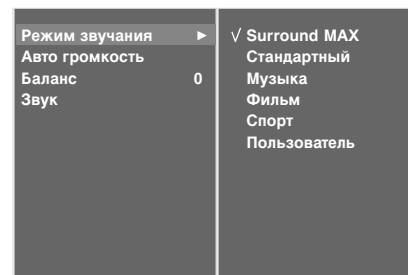 Режим звучания ►
Авто громкость
Баланс 0
Звук
√ Surround MAX
Стандартный
Музыка
Фильм
Спорт
Пользователь